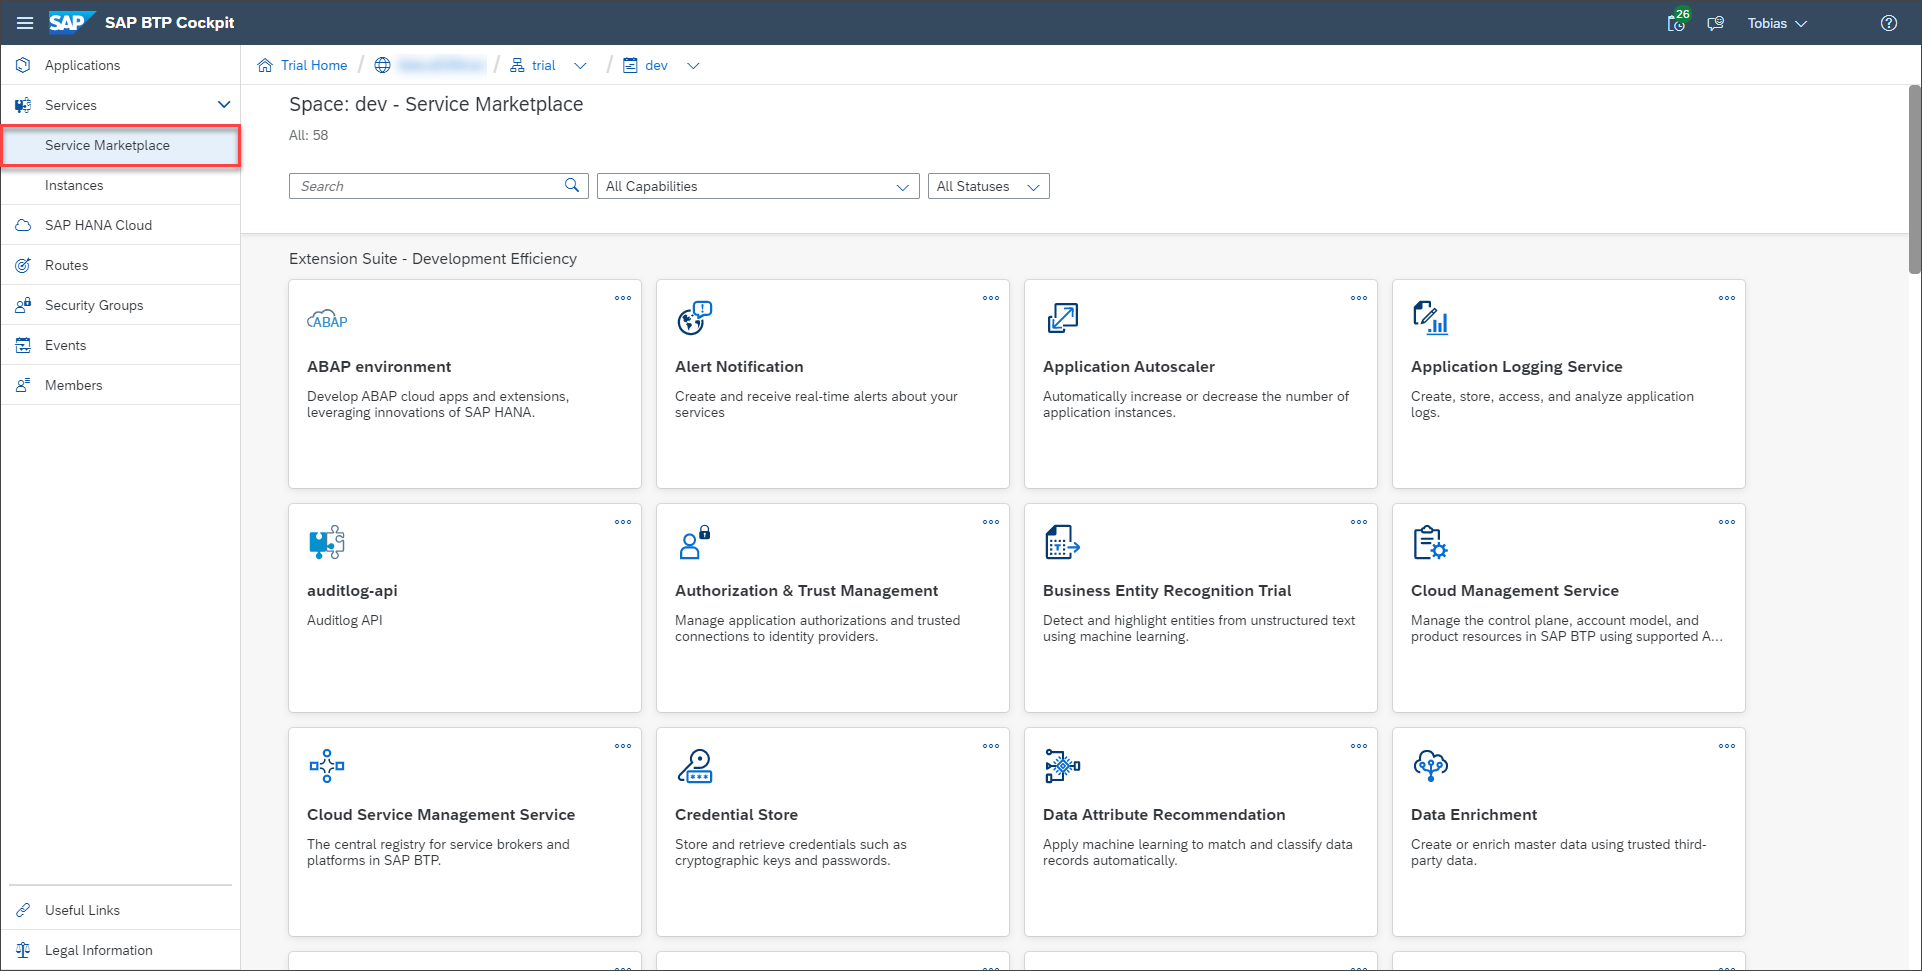 SAP SAP BTP Cockpit
26
Tobias
Applications
Services
Service Marketplace
Instances
SAP HANA Cloud
Routes
Security Groups
Events
Members
Useful Links
Legal Information
Trial Home / / trial / dev
Space: dev - Service Marketplace
All: 58
Search
All Capabilities
All Statuses
Extension Suite - Development Efficiency
ABAP
ABAP environment
Develop ABAP cloud apps and extensions,
leveraging innovations of SAP HANA.
Alert Notification
Create and receive real-time alerts about your
services
Application Autoscaler
Automatically increase or decrease the number of
application instances.
Application Logging Service
Create, store, access, and analyze application
logs.
auditlog-api
Auditlog API
Authorization & Trust Management
Manage application authorizations and trusted
connections to identity providers.
Business Entity Recognition Trial
Detect and highlight entities from unstructured text
using machine learning.
Cloud Management Service
Manage the control plane, account model, and
product resources in SAP BTP using supported A...
Cloud Service Management Service
The central registry for service brokers and
platforms in SAP BTP.
Credential Store
Store and retrieve credentials such as
cryptographic keys and passwords.
Data Attribute Recommendation
Apply machine learning to match and classify data
records automatically.
Data Enrichment
Create or enrich master data using trusted third-
party data.